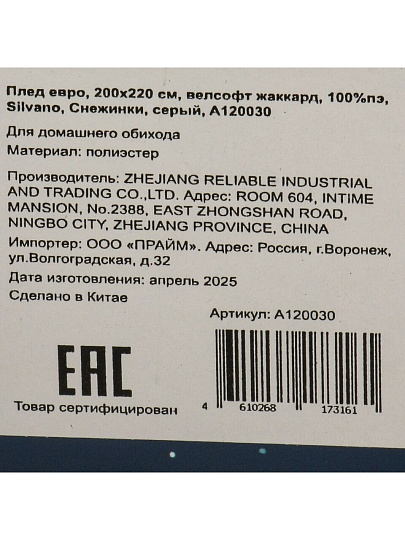 Плед евро, 200х220 см, велсофт жаккард, 100%пэ,
Silvano, Снежинки, серый, А120030
Для домашнего обихода
Материал: полиэстер
Производитель: ZHEJIANG RELIABLE INDUSTRIAL
AND TRADING CO.,LTD. Адрес: ROOM 604, INTIME
MANSION, No.2388, EAST ZHONGSHAN ROAD,
NINGBO CITY, ZHEJIANG PROVINCE, CHINA
Импортер: ООО «ПРАЙМ». Адрес: Россия, г.Воронеж,
ул.Волгоградская, д.32
Дата изготовления: апрель 2025
Сделано в Китае
Артикул: А120030
EAC
Товар сертифицирован
4 610268 173161